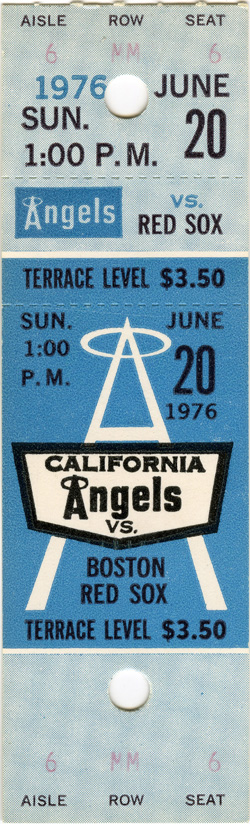 AISLE ROW SEAT
6 MM 6
1976 JUNE
SUN. 20
1:00 P.M.
Angels VS.
RED SOX
TERRACE LEVEL $3.50
SUN. JUNE
1:00 20
P.M.
1976
CALIFORNIA
Angels
VS.
BOSTON
RED SOX
TERRACE LEVEL $3.50
6 MM 6
AISLE ROW SEAT